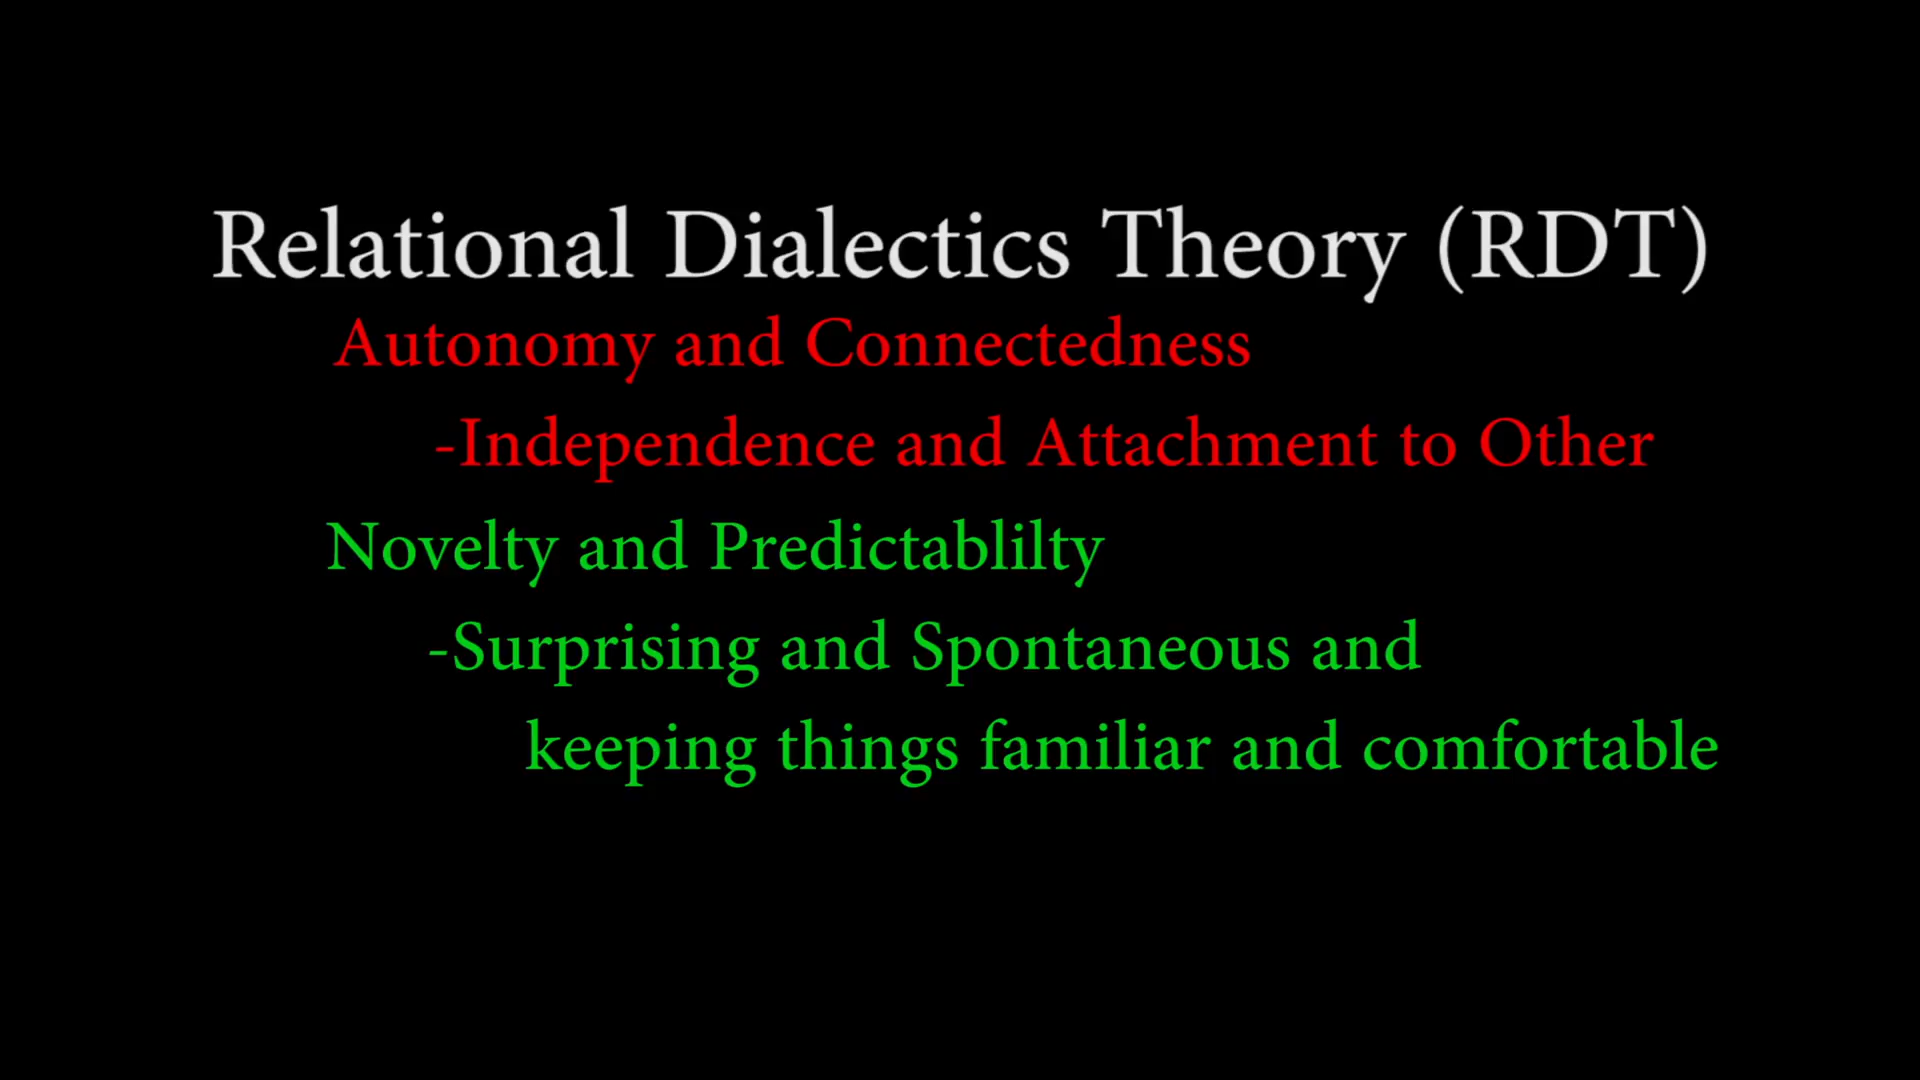 Relational Dialectics Theory (RDT)
Autonomy and Connectedness
-Independence and Attachment to Other
Novelty and Predictablilty
-Surprising and Spontaneous and
keeping things familiar and comfortable